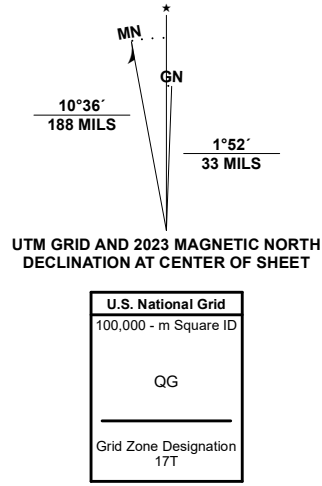 ★
MN
GN
10°36´
188 MILS
1°52´
33 MILS
UTM GRID AND 2023 MAGNETIC NORTH
DECLINATION AT CENTER OF SHEET
U.S. National Grid
100,000 - m Square ID
QG
Grid Zone Designation
17T